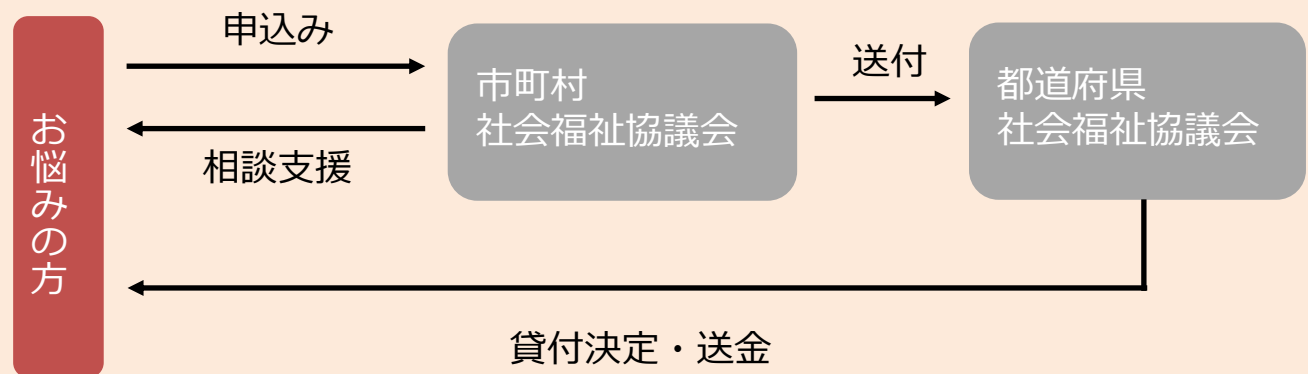 お悩みの方
申込み
相談支援
市町村
社会福祉協議会
送付
都道府県
社会福祉協議会
貸付決定・送金